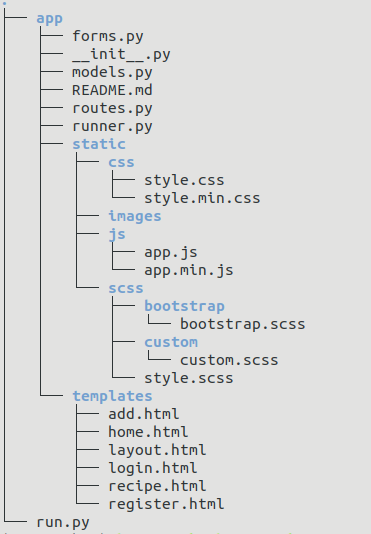 .
├── app
│   ├── forms.py
│   ├── __init__.py
│   ├── models.py
│   ├── README.md
│   ├── routes.py
│   ├── runner.py
│   ├── static
│   │   ├── css
│   │   │   ├── style.css
│   │   │   └── style.min.css
│   │   ├── images
│   │   ├── js
│   │   │   ├── app.js
│   │   │   └── app.min.js
│   │   └── scss
│   │       ├── bootstrap
│   │       │   └── bootstrap.scss
│   │       ├── custom
│   │       │   └── custom.scss
│   │       └── style.scss
│   └── templates
│       ├── add.html
│       ├── home.html
│       ├── layout.html
│       ├── login.html
│       ├── recipe.html
│       └── register.html
└── run.py